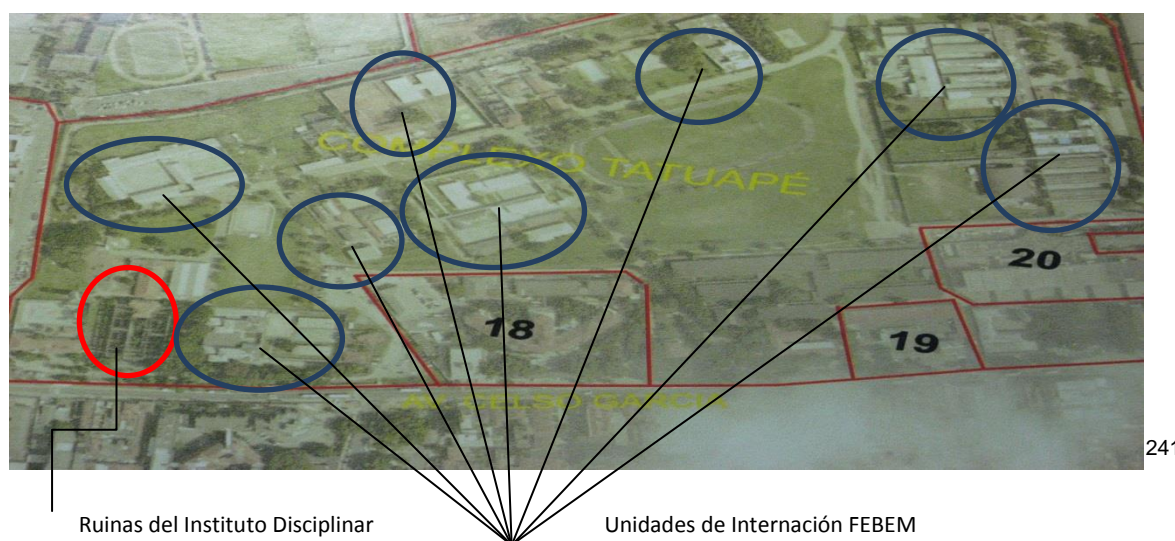 COMPLEXO TATUAPÉ
20
18
19
AV. CELSO GARCIA
241
Ruinas del Instituto Disciplinar
Unidades de Internación FEBEM